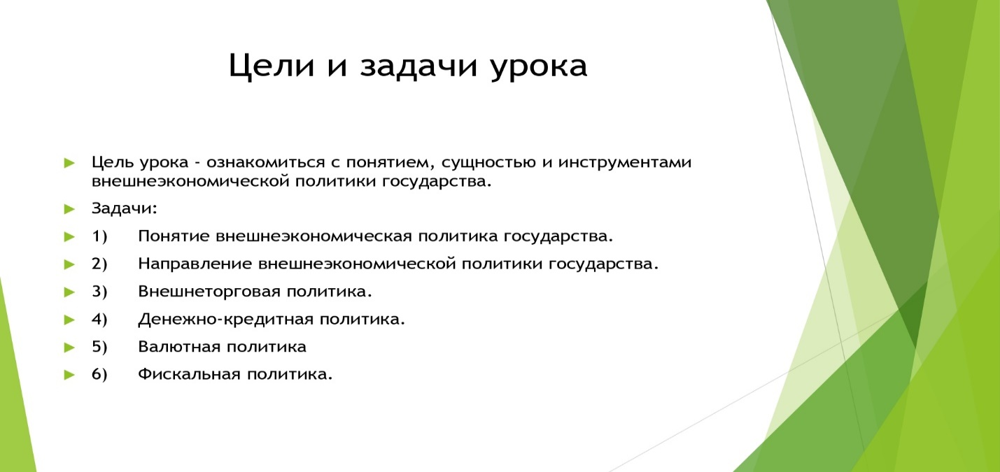 Цели и задачи урока
Цель урока - ознакомиться с понятием, сущностью и инструментами
внешнеэкономической политики государства.
Задачи:
1) Понятие внешнеэкономическая политика государства.
2) Направление внешнеэкономической политики государства.
3) Внешнеторговая политика.
4) Денежно-кредитная политика.
5) Валютная политика
6) Фискальная политика.